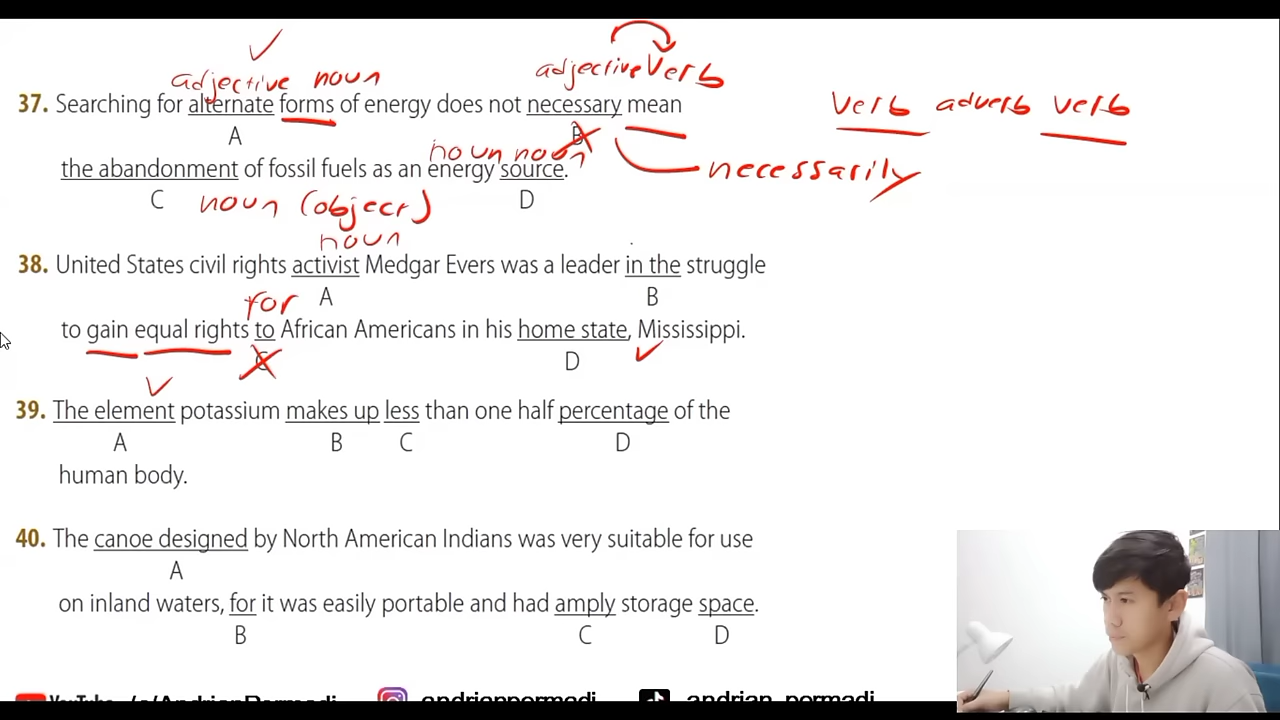 adjective noun
adjective Verb
37. Searching for alternate forms of energy does not necessary mean
verb adverb verb
A
B
noun noun
necessarily
the abandonment of fossil fuels as an energy source.
C
noun (object)
D
noun
38. United States civil rights activist Medgar Evers was a leader in the struggle
for
A
B
to gain equal rights to African Americans in his home state, Mississippi.
C
D
39. The element potassium makes up less than one half percentage of the
A
B
C
D
human body.
40. The canoe designed by North American Indians was very suitable for use
A
on inland waters, for it was easily portable and had amply storage space.
B
C
D
YouTube /c/AndrianPermadi andrianpermadi andrian_permadi